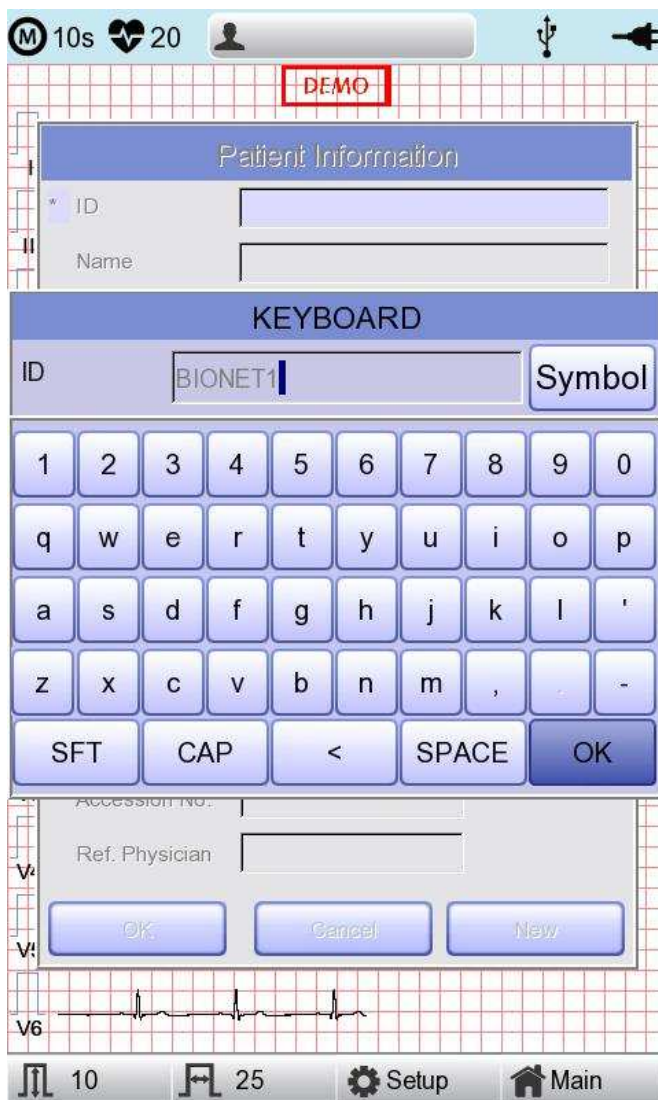 M 10s 20
DEMO
Patient Information
* ID
Name
KEYBOARD
ID BIONET1 Symbol
1 2 3 4 5 6 7 8 9 0
q w e r t y u i o p
a s d f g h j k l '
z x c v b n m , . -
SFT CAP < SPACE OK
Accession No.
Ref. Physician
OK Cancel New
V6
10 25 Setup Main